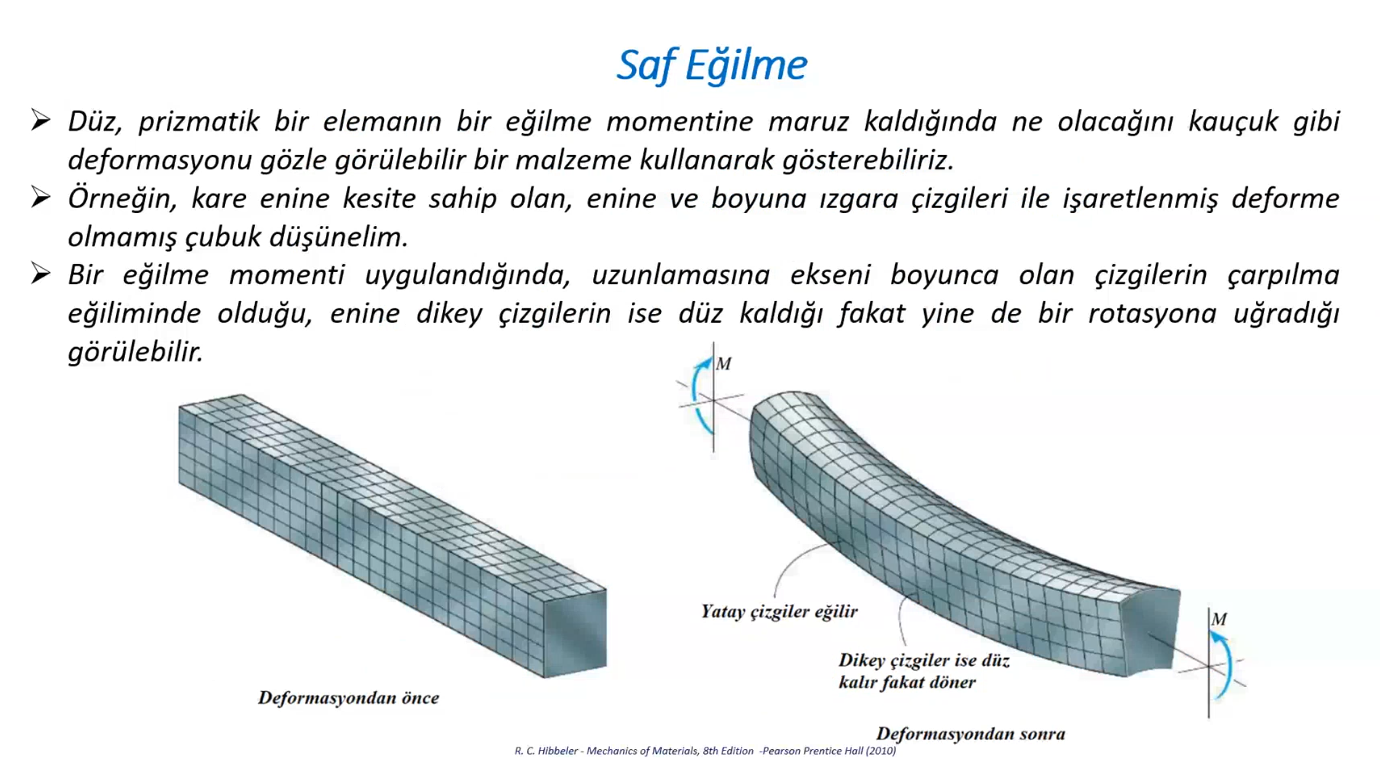 Saf Eğilme
➢ Düz, prizmatik bir elemanın bir eğilme momentine maruz kaldığında ne olacağını kauçuk gibi
deformasyonu gözle görülebilir bir malzeme kullanarak gösterebiliriz.
➢ Örneğin, kare enine kesite sahip olan, enine ve boyuna ızgara çizgileri ile işaretlenmiş deforme
olmamış çubuk düşünelim.
➢ Bir eğilme momenti uygulandığında, uzunlamasına ekseni boyunca olan çizgilerin çarpılma
eğiliminde olduğu, enine dikey çizgilerin ise düz kaldığı fakat yine de bir rotasyona uğradığı
görülebilir.
M
Yatay çizgiler eğilir
M
Dikey çizgiler ise düz
kalır fakat döner
Deformasyondan önce
Deformasyondan sonra
R. C. Hibbeler - Mechanics of Materials, 8th Edition -Pearson Prentice Hall (2010)